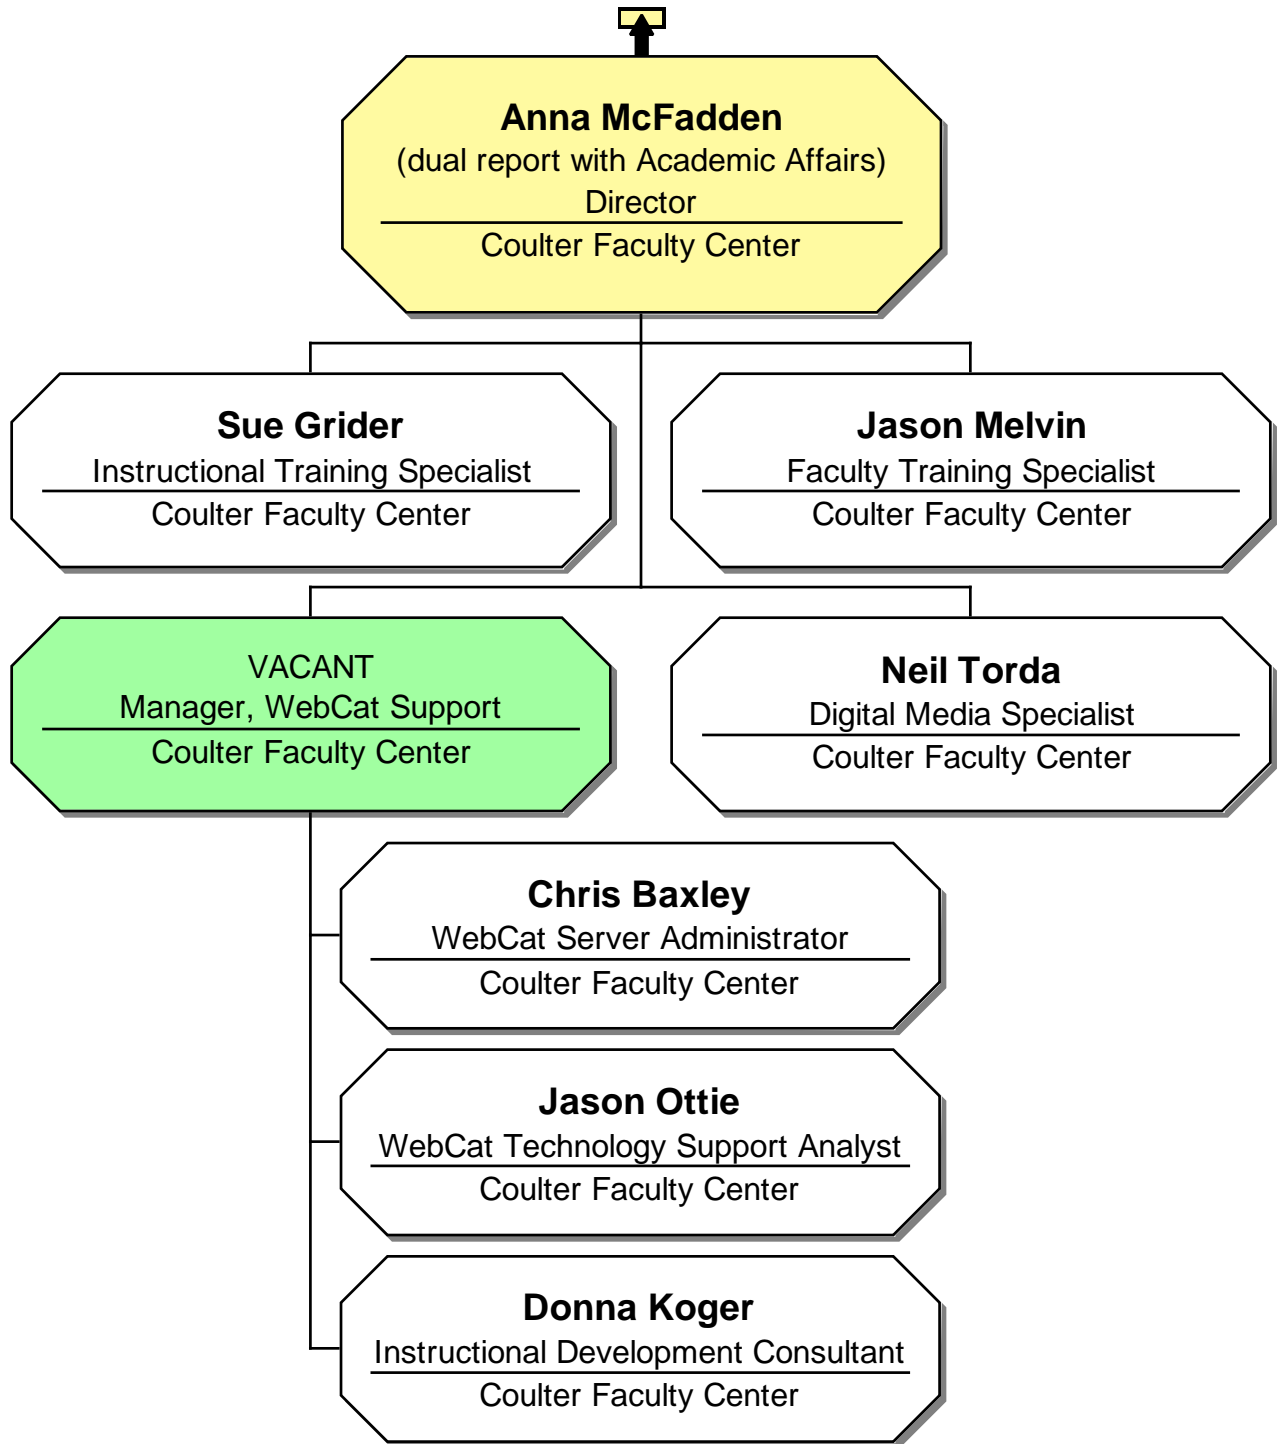 Anna McFadden
(dual report with Academic Affairs)
Director
Coulter Faculty Center
Sue Grider
Instructional Training Specialist
Coulter Faculty Center
Jason Melvin
Faculty Training Specialist
Coulter Faculty Center
VACANT
Manager, WebCat Support
Coulter Faculty Center
Neil Torda
Digital Media Specialist
Coulter Faculty Center
Chris Baxley
WebCat Server Administrator
Coulter Faculty Center
Jason Ottie
WebCat Technology Support Analyst
Coulter Faculty Center
Donna Koger
Instructional Development Consultant
Coulter Faculty Center